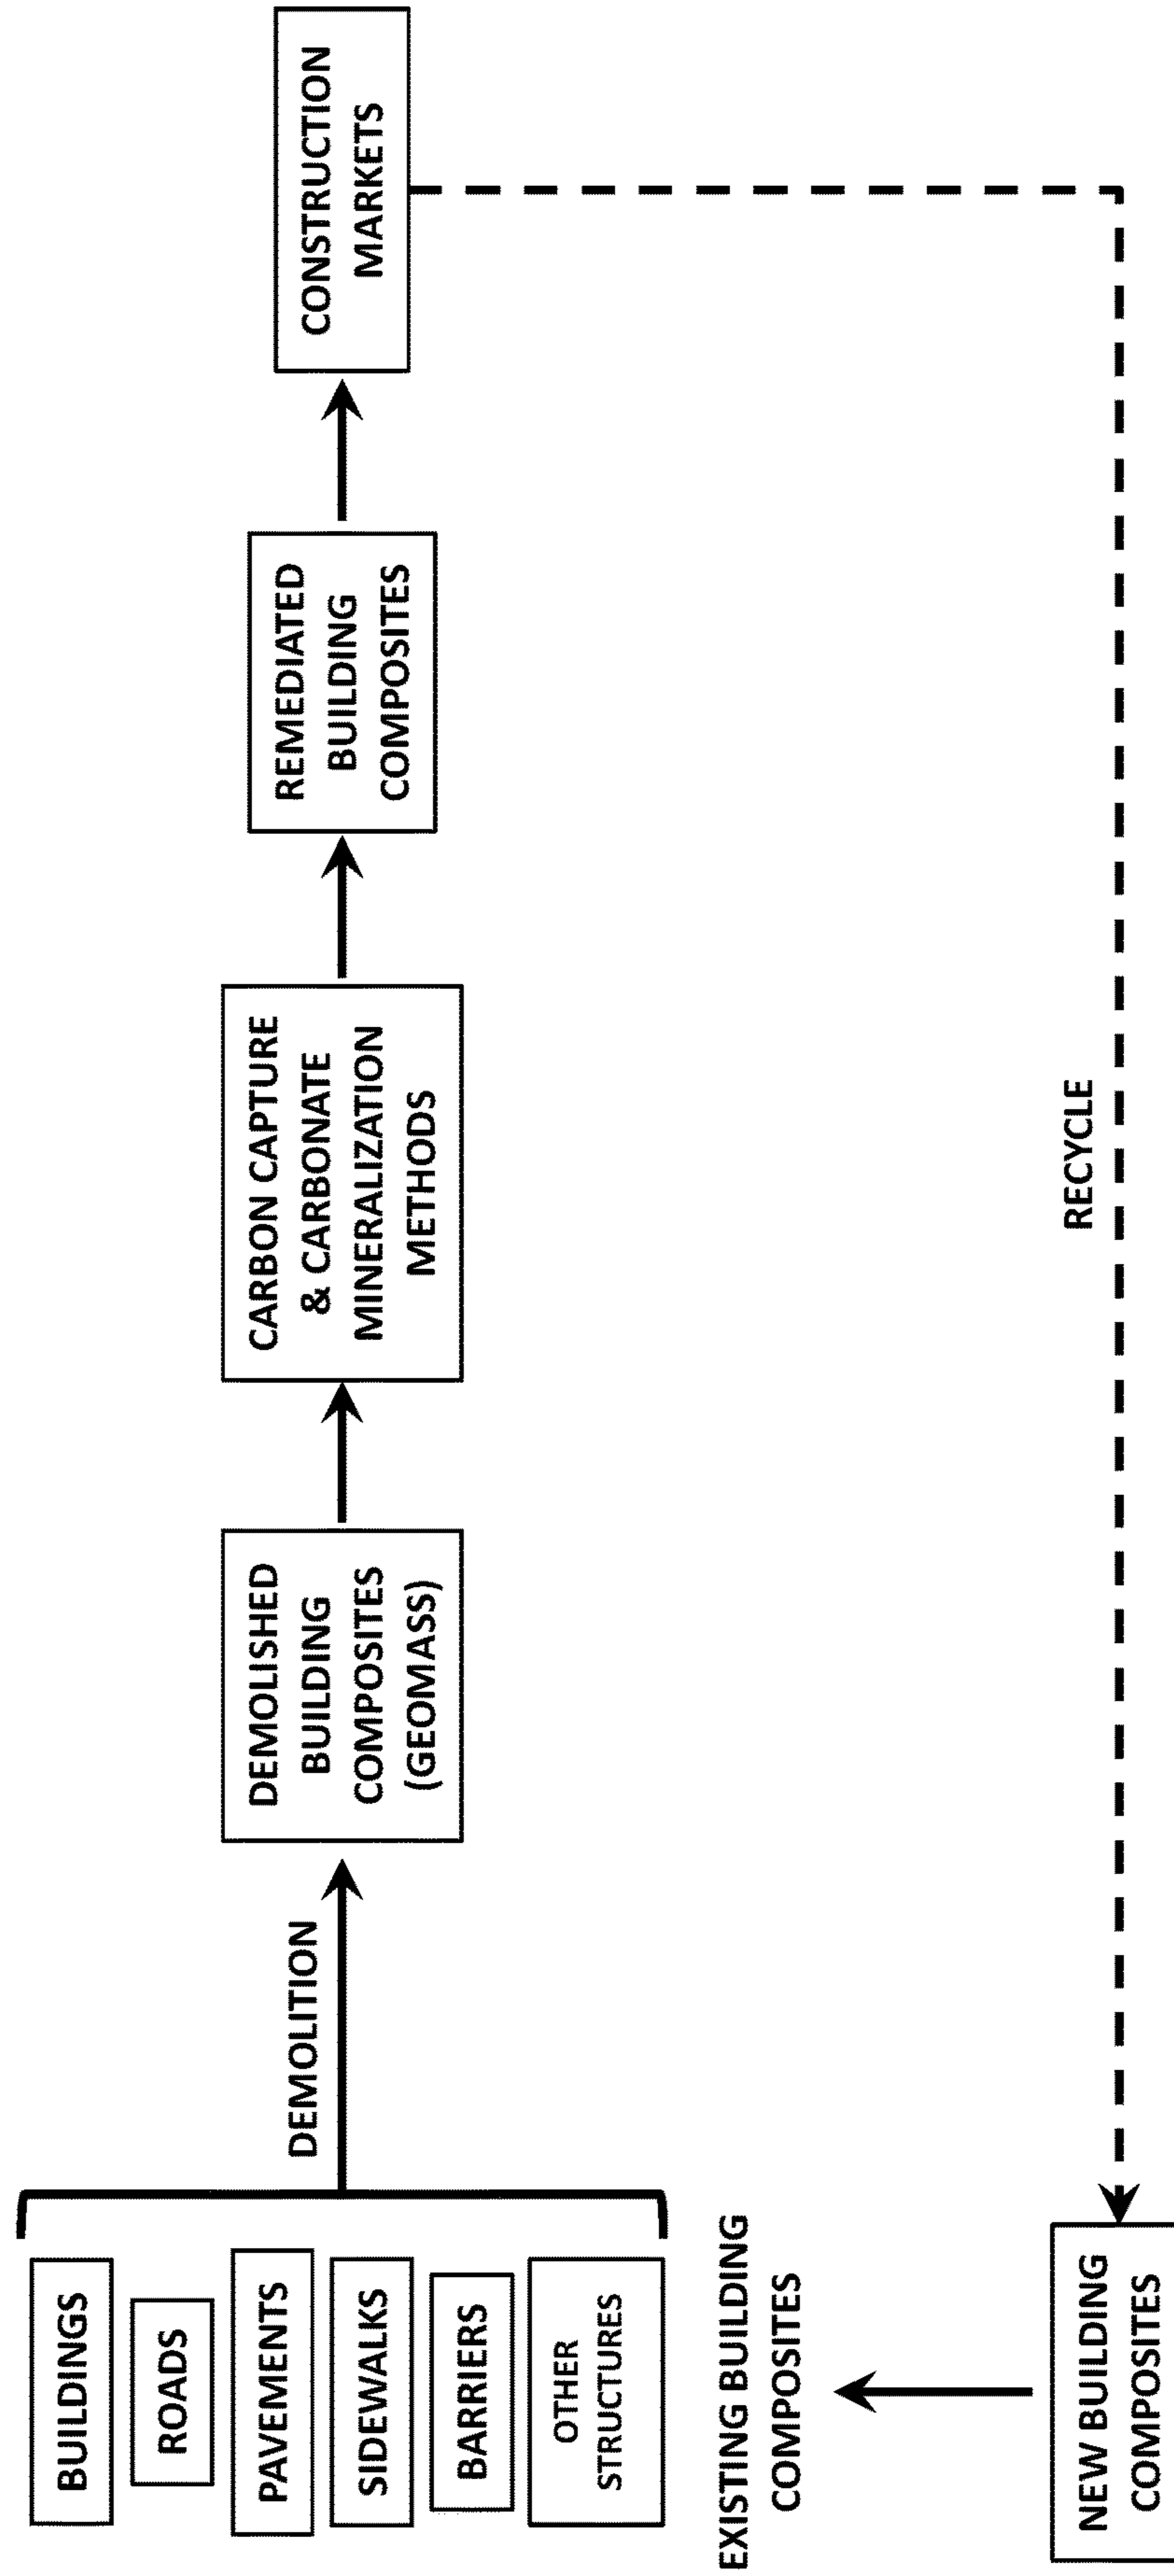 BUILDINGS
ROADS
PAVEMENTS
SIDEWALKS
BARRIERS
OTHER
STRUCTURES
EXISTING BUILDING
COMPOSITES
DEMOLITION
DEMOLISHED
BUILDING
COMPOSITES
(GEOMASS)
CARBON CAPTURE
& CARBONATE
MINERALIZATION
METHODS
REMEDIATED
BUILDING
COMPOSITES
CONSTRUCTION
MARKETS
RECYCLE
NEW BUILDING
COMPOSITES